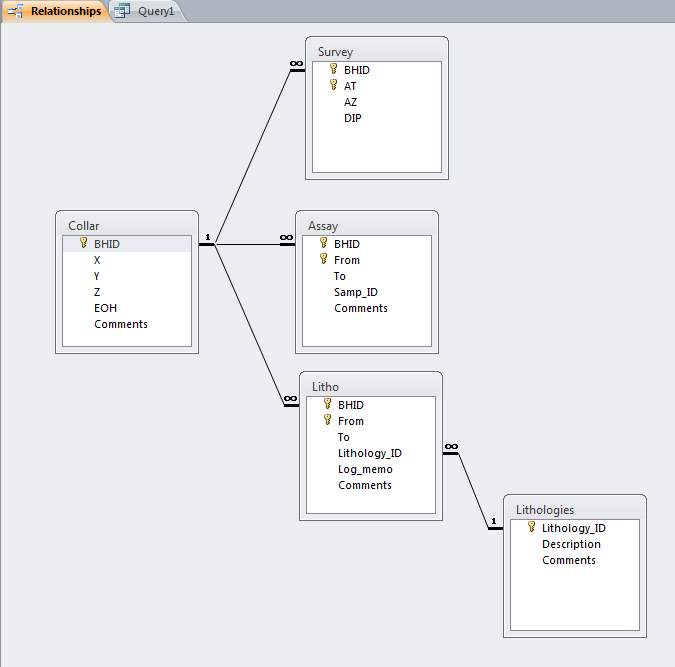 Relationships
Query1
Survey
BHID
AT
AZ
DIP
∞
Collar
BHID
X
Y
Z
EOH
Comments
1
∞
Assay
BHID
From
To
Samp_ID
Comments
∞
Litho
BHID
From
To
Lithology_ID
Log_memo
Comments
∞
1
Lithologies
Lithology_ID
Description
Comments